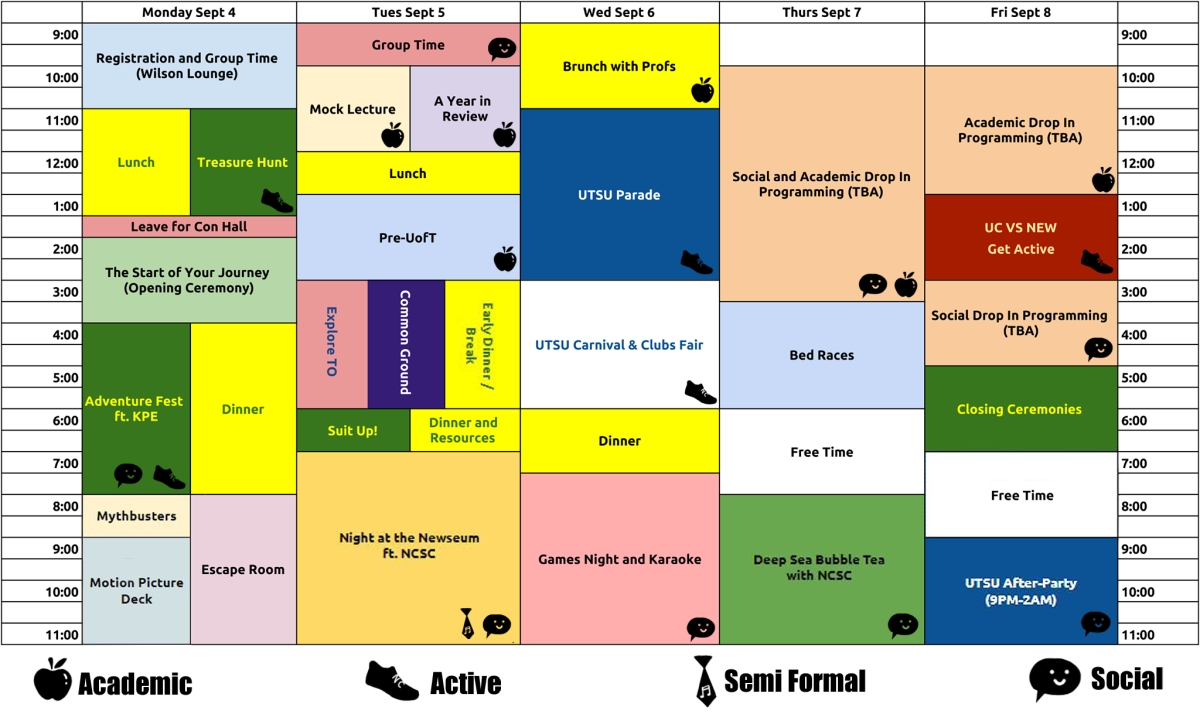 Monday Sept 4
Tues Sept 5
Wed Sept 6
Thurs Sept 7
Fri Sept 8
9:00
10:00
11:00
12:00
1:00
2:00
3:00
4:00
5:00
6:00
7:00
8:00
9:00
10:00
11:00
Registration and Group Time
(Wilson Lounge)
Lunch
Treasure Hunt
Leave for Con Hall
The Start of Your Journey
(Opening Ceremony)
Adventure Fest
ft. KPE
Dinner
Mythbusters
Motion Picture
Deck
Escape Room
Group Time
Mock Lecture
A Year in
Review
Lunch
Pre-UofT
Explore TO
Common Ground
Early Dinner /
Break
Suit Up!
Dinner and
Resources
Night at the Newseum
ft. NCSC
Brunch with Profs
UTSU Parade
UTSU Carnival & Clubs Fair
Dinner
Games Night and Karaoke
Social and Academic Drop In
Programming (TBA)
Bed Races
Free Time
Deep Sea Bubble Tea
with NCSC
Academic Drop In
Programming (TBA)
UC VS NEW
Get Active
Social Drop In Programming
(TBA)
Closing Ceremonies
Free Time
UTSU After-Party
(9PM-2AM)
9:00
10:00
11:00
12:00
1:00
2:00
3:00
4:00
5:00
6:00
7:00
8:00
9:00
10:00
11:00
Academic
NC
Active
Semi Formal
Social